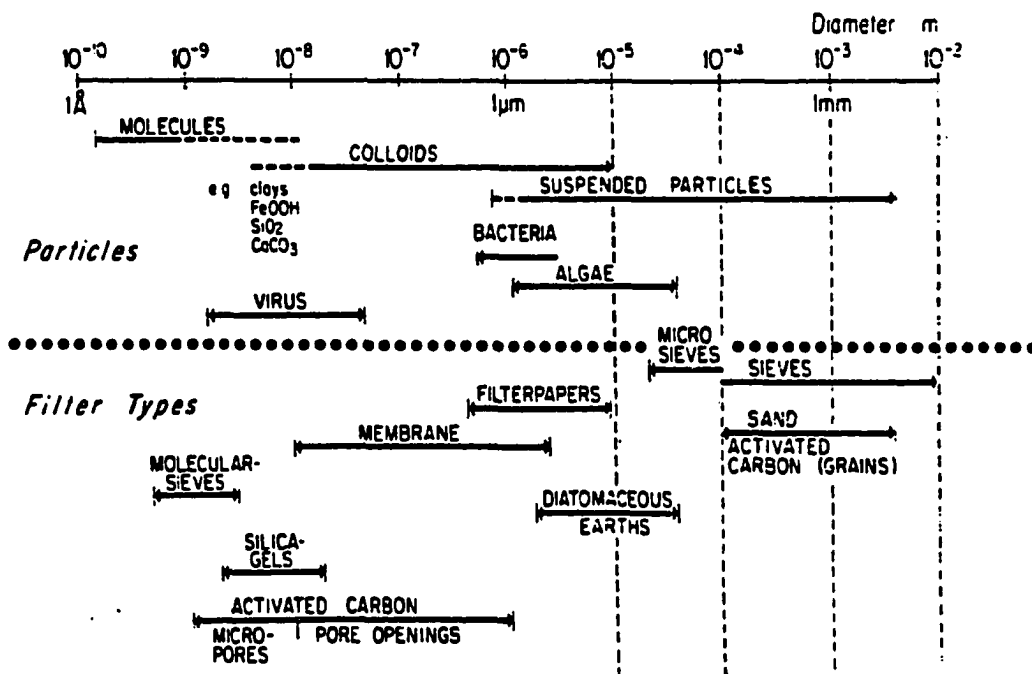 Diameter m
10⁻¹⁰ 10⁻⁹ 10⁻⁸ 10⁻⁷ 10⁻⁶ 10⁻⁵ 10⁻⁴ 10⁻³ 10⁻²
1Å 1µm 1mm
MOLECULES
COLLOIDS
e g clays
FeOOH
SiO₂
CaCO₃
SUSPENDED PARTICLES
BACTERIA
Particles
ALGAE
VIRUS
MICRO
SIEVES
SIEVES
Filter Types
FILTERPAPERS
SAND
MEMBRANE
ACTIVATED
CARBON (GRAINS)
MOLECULAR-
SIEVES
DIATOMACEOUS
EARTHS
SILICA-
GELS
ACTIVATED CARBON
MICRO-
PORES
PORE OPENINGS